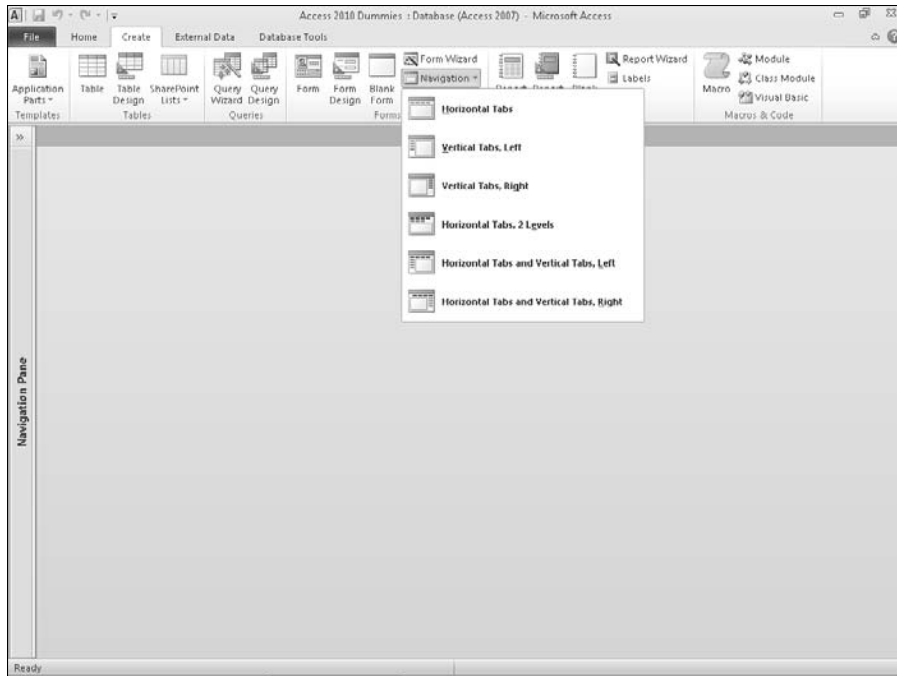 Access 2010 Dummies : Database (Access 2007) - Microsoft Access
File Home Create External Data Database Tools
Application Parts
Table
Table Design
SharePoint Lists
Query Wizard
Query Design
Form
Form Design
Blank Form
Form Wizard
Navigation
Report Wizard
Labels
Macro
Module
Class Module
Visual Basic
Templates Tables Queries Forms Macros & Code
Horizontal Tabs
Vertical Tabs, Left
Vertical Tabs, Right
Horizontal Tabs, 2 Levels
Horizontal Tabs and Vertical Tabs, Left
Horizontal Tabs and Vertical Tabs, Right
Navigation Pane
Ready